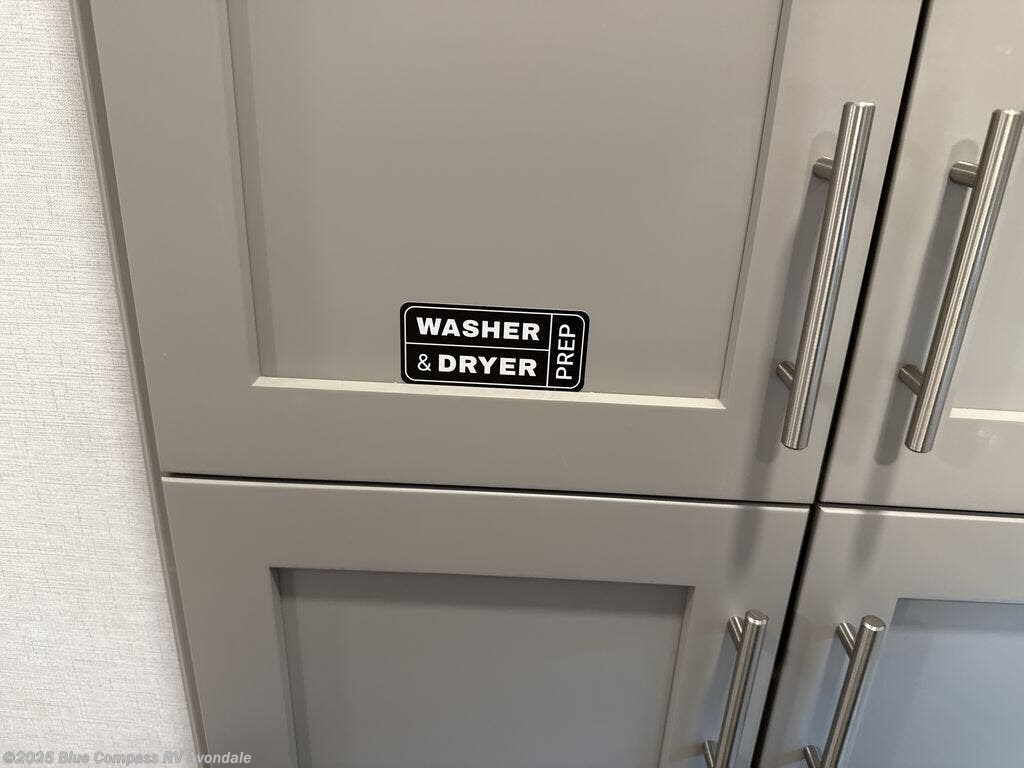 WASHER
& DRYER
PREP
©2025 Blue Compass RV Avondale